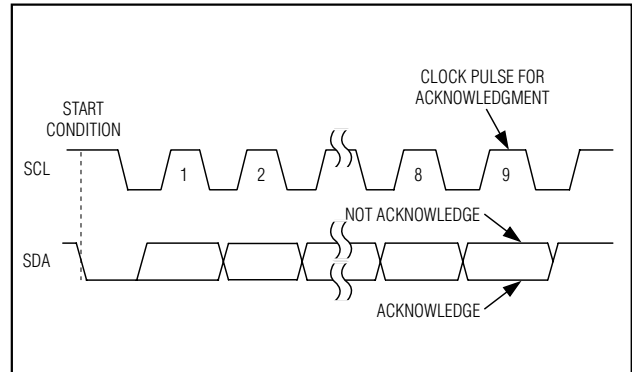 CLOCK PULSE FOR
ACKNOWLEDGMENT
START
CONDITION
SCL
1 2 8 9
NOT ACKNOWLEDGE
SDA
ACKNOWLEDGE